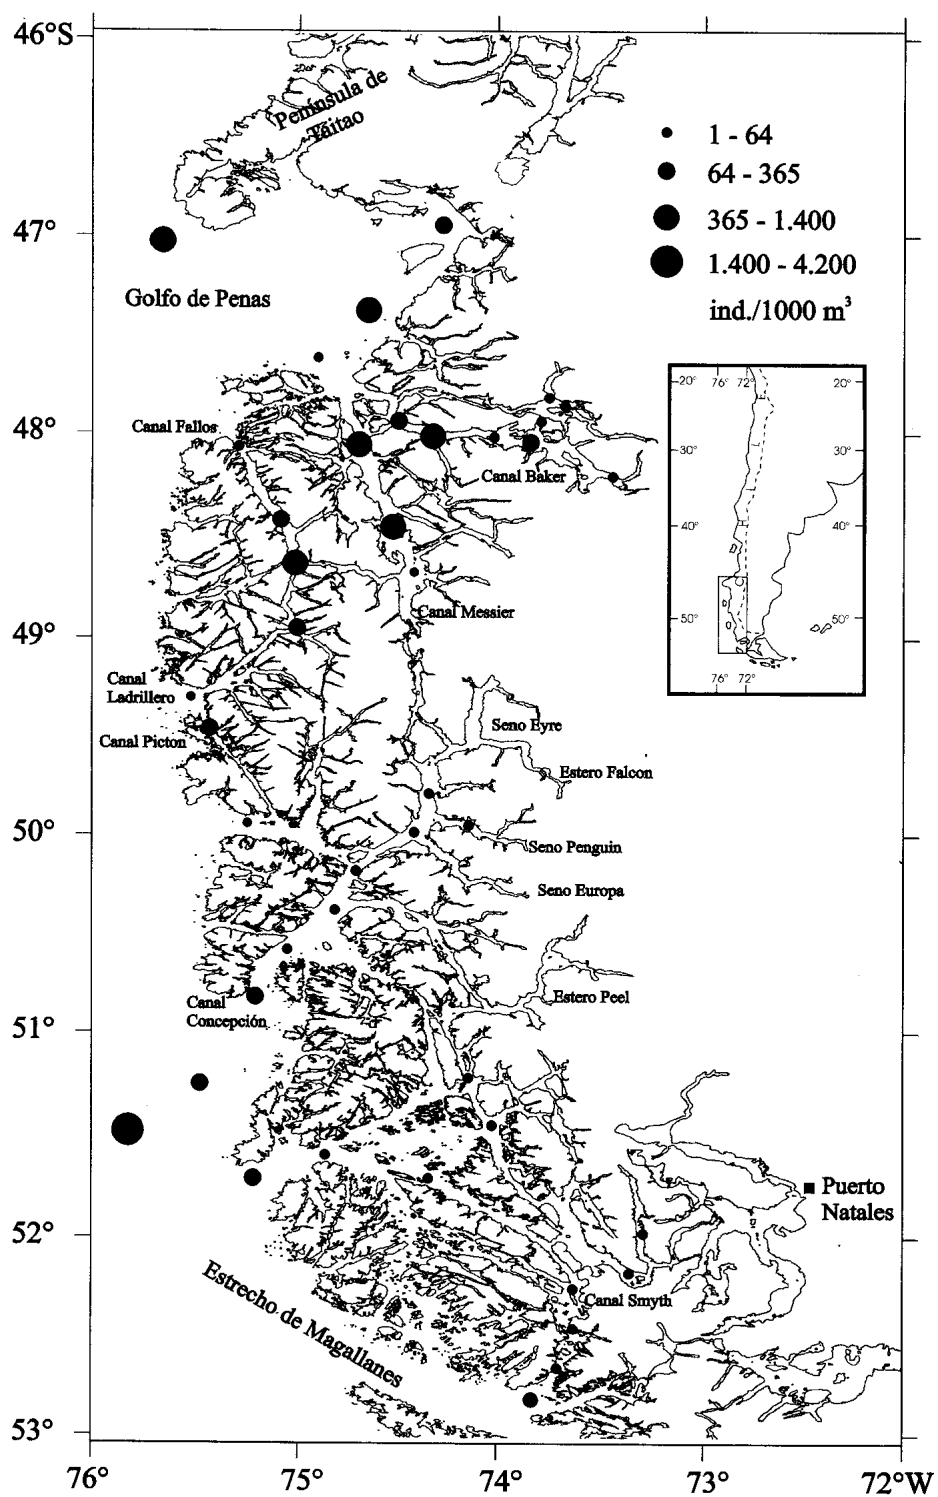 46°S
Península de
Taitao
1 - 64
64 - 365
365 - 1.400
1.400 - 4.200
ind./1000 m³
47°
Golfo de Penas
20° 76° 72° 20°
30° 30°
40° 40°
50° 50°
76° 72°
Canal Fallos
48°
Canal Baker
Canal Messier
49°
Canal
Ladrillero
Canal Picton
Seno Eyre
Estero Falcon
50°
Seno Penguin
Seno Europa
Estero Peel
Canal
Concepción
51°
Puerto
Natales
52°
Canal Smyth
Estrecho de Magallanes
53°
76° 75° 74° 73° 72°W